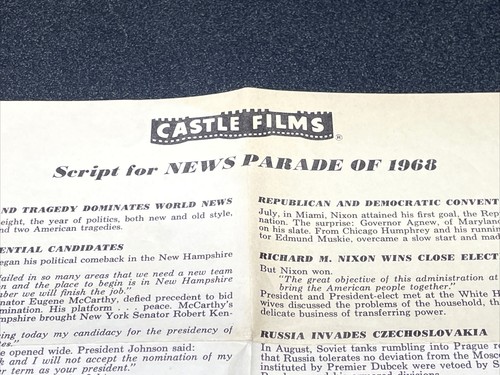 CASTLE FILMS
®
Script for NEWS PARADE OF 1968
ND TRAGEDY DOMINATES WORLD NEWS
eight, the year of politics, both new and old style,
nd two American tragedies.
ENTIAL CANDIDATES
egan his political comeback in the New Hampshire
failed in so many areas that we need a new team
on and the place to begin is in New Hampshire
mber we will finish the job."
nator Eugene McCarthy, defied precedent to bid
mination. His platform . . . peace. McCarthy's
mpshire brought New York Senator Robert Ken-
ing today my candidacy for the presidency of
es."
e opened wide. President Johnson said:
k and I will not accept the nomination of my
er term as your president."
REPUBLICAN AND DEMOCRATIC CONVENT
July, in Miami, Nixon attained his first goal, the Rep
nation. The surprise: Governor Agnew, of Maryland
on his slate. From Chicago Humphrey and his runnin
tor Edmund Muskie, overcame a slow start and mad
RICHARD M. NIXON WINS CLOSE ELECT
But Nixon won.
"The great objective of this administration at
bring the American people together."
President and President-elect met at the White H
wives discussed the problems of the household, th
delicate business of transferring power.
RUSSIA INVADES CZECHOSLOVAKIA
In August, Soviet tanks rumbling into Prague r
that Russia tolerates no deviation from the Mosc
instituted by Premier Dubcek were vetoed by S